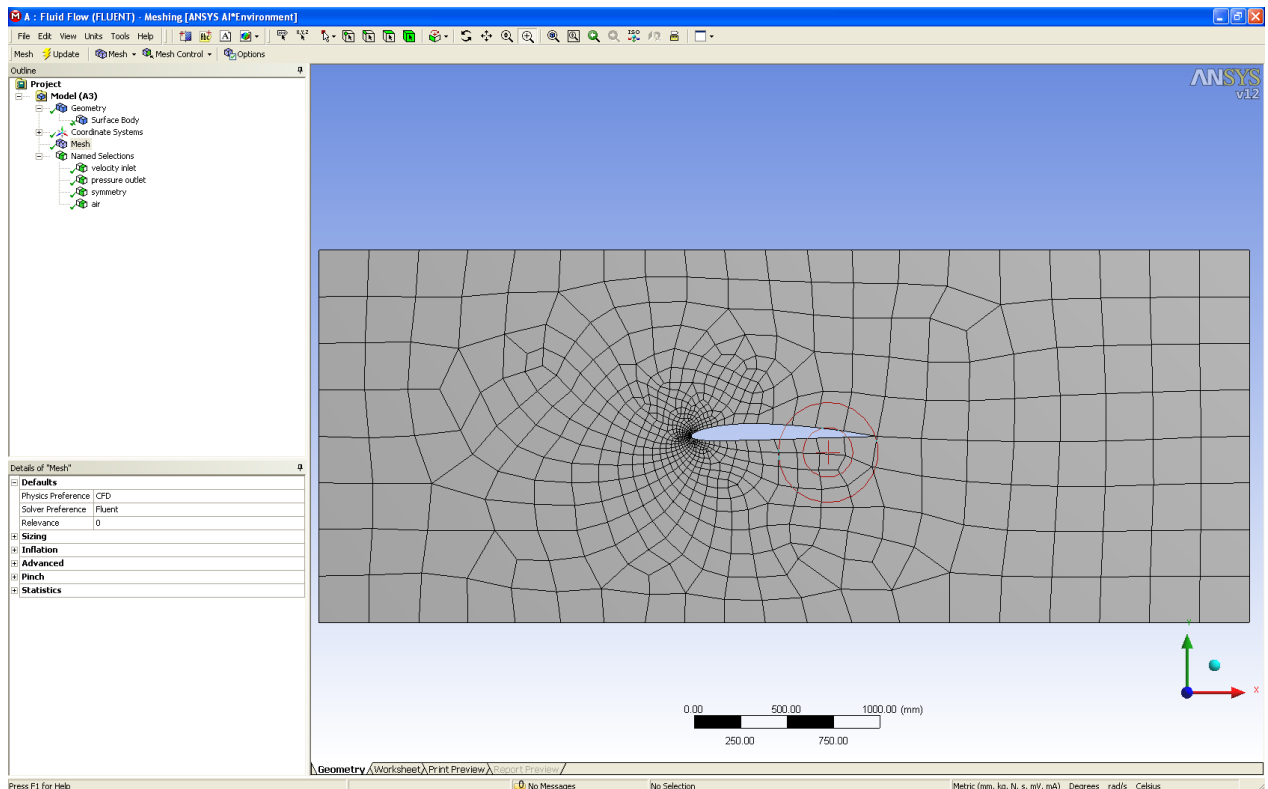 A : Fluid Flow (FLUENT) - Meshing [ANSYS AI*Environment]
File Edit View Units Tools Help
Mesh Update Mesh Mesh Control Options
Outline
Project
Model (A3)
Geometry
Surface Body
Coordinate Systems
Mesh
Named Selections
velocity inlet
pressure outlet
symmetry
air
ANSYS
v12
Details of "Mesh"
Defaults
Physics Preference CFD
Solver Preference Fluent
Relevance 0
Sizing
Inflation
Advanced
Pinch
Statistics
Y
X
0.00 500.00 1000.00 (mm)
250.00 750.00
Geometry Worksheet Print Preview Report Preview
Press F1 for Help 0 No Messages No Selection Metric (mm, kg, N, s, mV, mA) Degrees rad/s Celsius